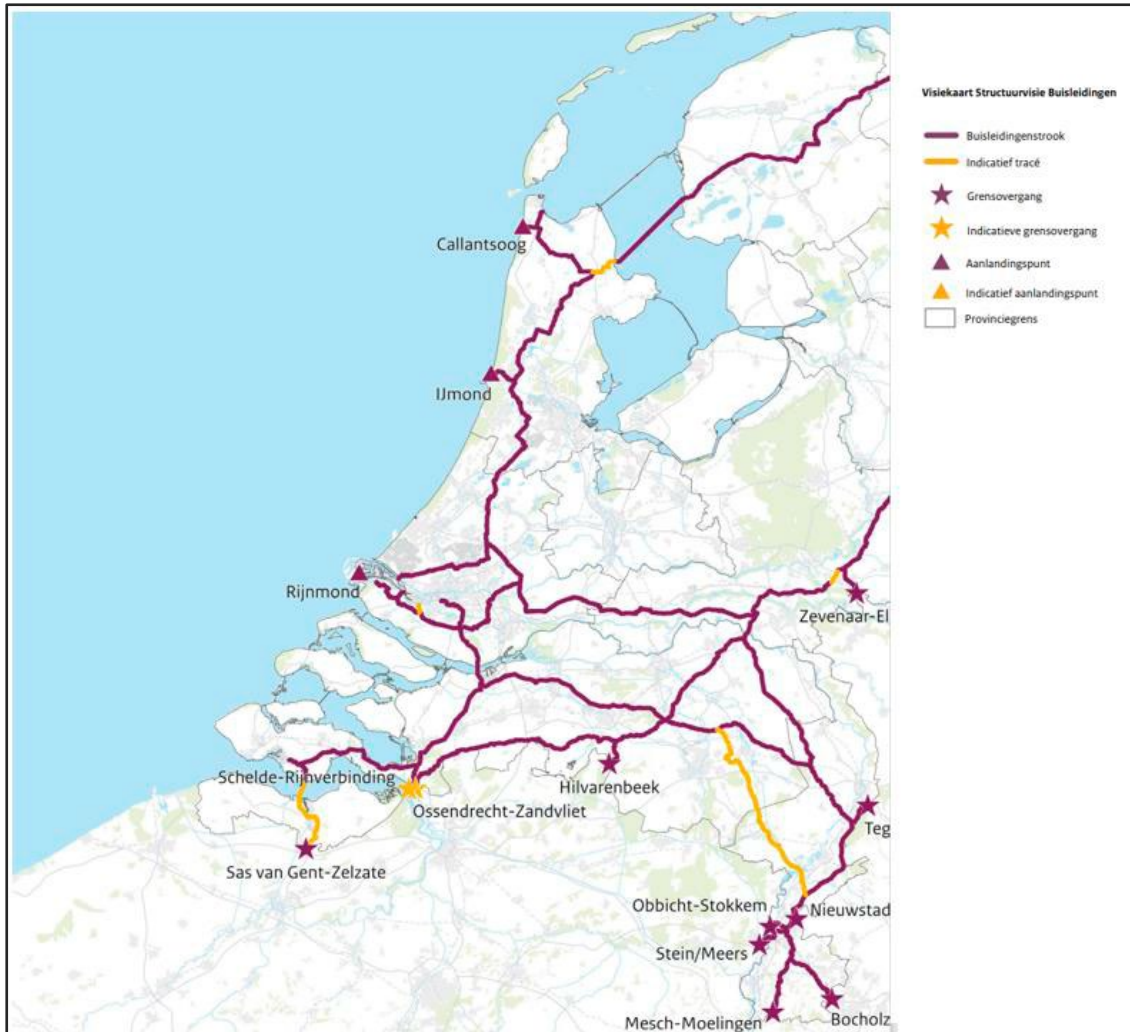 Visiekaart Structuurvisie Buisleidingen
Buisleidingenstrook
Indicatief tracé
Grensovergang
Indicatieve grensovergang
Aanlandingspunt
Indicatief aanlandingspunt
Provinciegrens
Callantsoog
IJmond
Rijnmond
Zevenaar-El
Schelde-Rijnverbinding
Hilvarenbeek
Ossendrecht-Zandvliet
Teg
Sas van Gent-Zelzate
Obbicht-Stokkem
Nieuwstad
Stein/Meers
Mesch-Moelingen
Bocholz